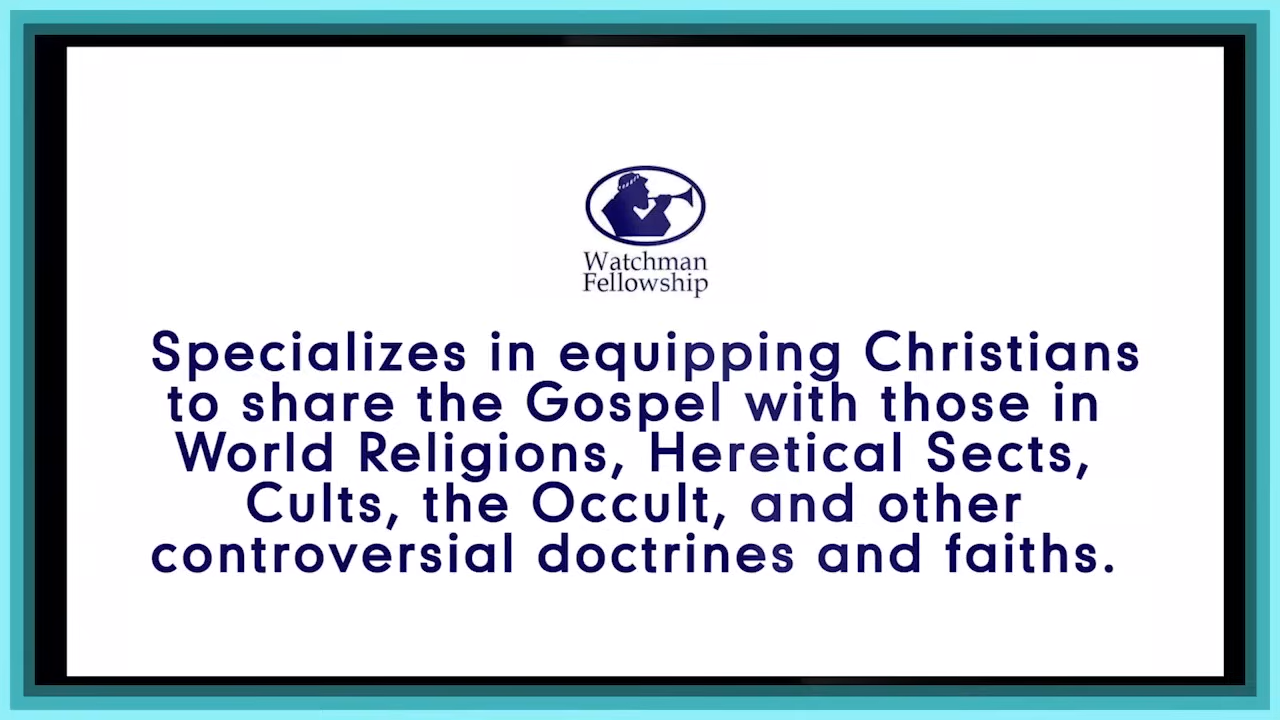 Watchman
Fellowship
Specializes in equipping Christians
to share the Gospel with those in
World Religions, Heretical Sects,
Cults, the Occult, and other
controversial doctrines and faiths.